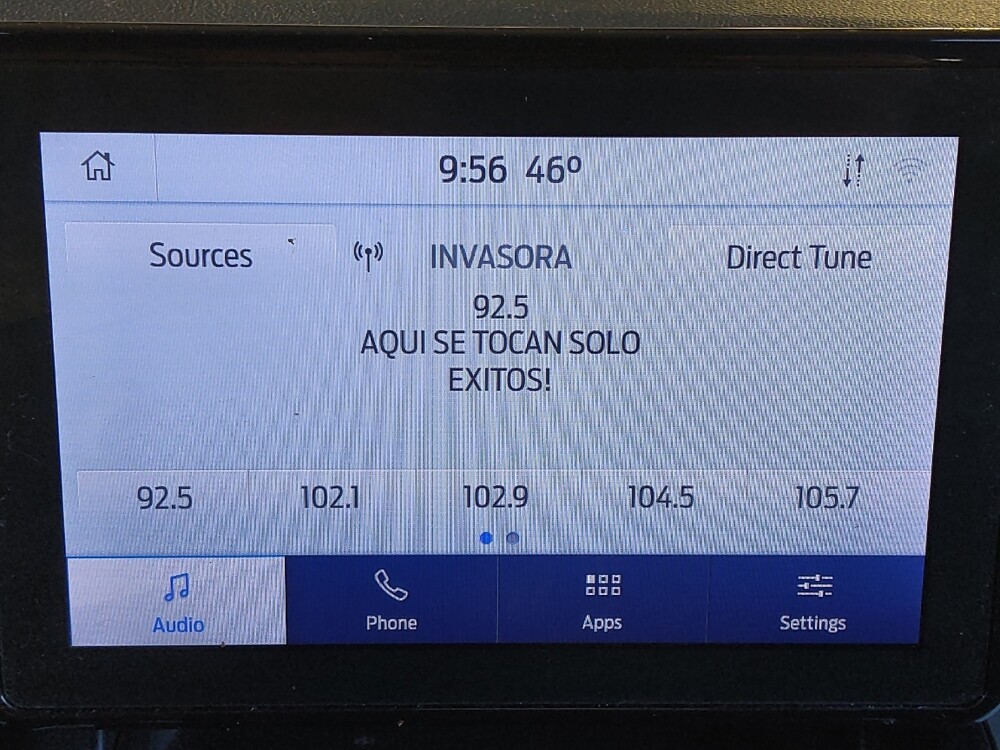 9:56 46º
Sources INVASORA Direct Tune
92.5
AQUI SE TOCAN SOLO
EXITOS!
92.5 102.1 102.9 104.5 105.7
Audio Phone Apps Settings